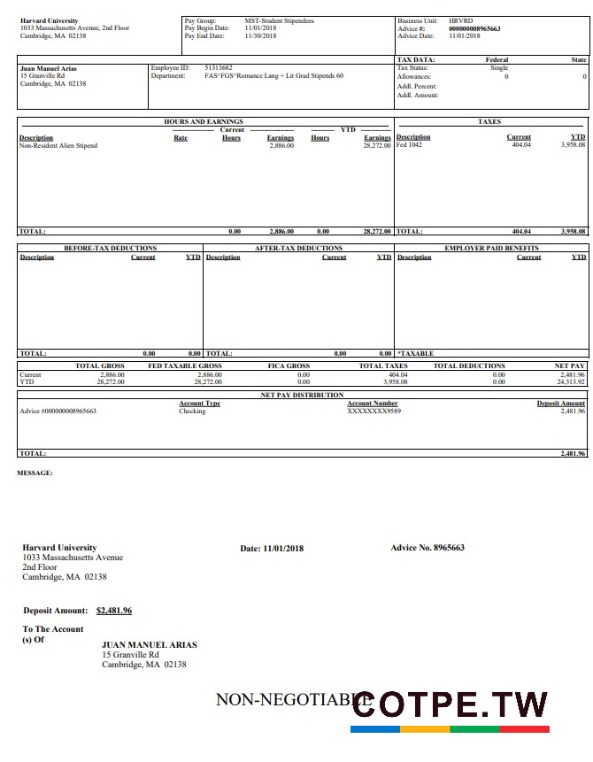 Harvard University
1033 Massachusetts Avenue, 2nd Floor
Cambridge, MA 02138
Pay Group: MST-Student Stipendees
Pay Begin Date: 11/01/2018
Pay End Date: 11/30/2018
Business Unit: HRVRD
Advice #: 000000008965663
Advice Date: 11/01/2018
Juan Manuel Arias
15 Granville Rd
Cambridge, MA 02138
Employee ID: 51313682
Department: FAS^FGS^Romance Lang + Lit Grad Stipends 60
TAX DATA: Federal State
Tax Status: Single
Allowances: 0 0
Addl. Percent:
Addl. Amount:
HOURS AND EARNINGS
Current YTD
Description Rate Hours Earnings Hours Earnings
Non-Resident Alien Stipend 2,886.00 28,272.00
TOTAL: 0.00 2,886.00 0.00 28,272.00
TAXES
Description Current YTD
Fed 1042 404.04 3,958.08
TOTAL: 404.04 3,958.08
BEFORE-TAX DEDUCTIONS
Description Current YTD
TOTAL: 0.00 0.00
AFTER-TAX DEDUCTIONS
Description Current YTD
TOTAL: 0.00 0.00
EMPLOYER PAID BENEFITS
Description Current YTD
*TAXABLE
TOTAL GROSS FED TAXABLE GROSS FICA GROSS TOTAL TAXES TOTAL DEDUCTIONS NET PAY
Current 2,886.00 2,886.00 0.00 404.04 0.00 2,481.96
YTD 28,272.00 28,272.00 0.00 3,958.08 0.00 24,313.92
NET PAY DISTRIBUTION
Account Type Account Number Deposit Amount
Advice #000000008965663 Checking XXXXXXXX9589 2,481.96
TOTAL: 2,481.96
MESSAGE:
Harvard University
1033 Massachusetts Avenue
2nd Floor
Cambridge, MA 02138
Date: 11/01/2018
Advice No. 8965663
Deposit Amount: $2,481.96
To The Account
(s) Of
JUAN MANUEL ARIAS
15 Granville Rd
Cambridge, MA 02138
NON-NEGOTIABLE
COTPE.TW